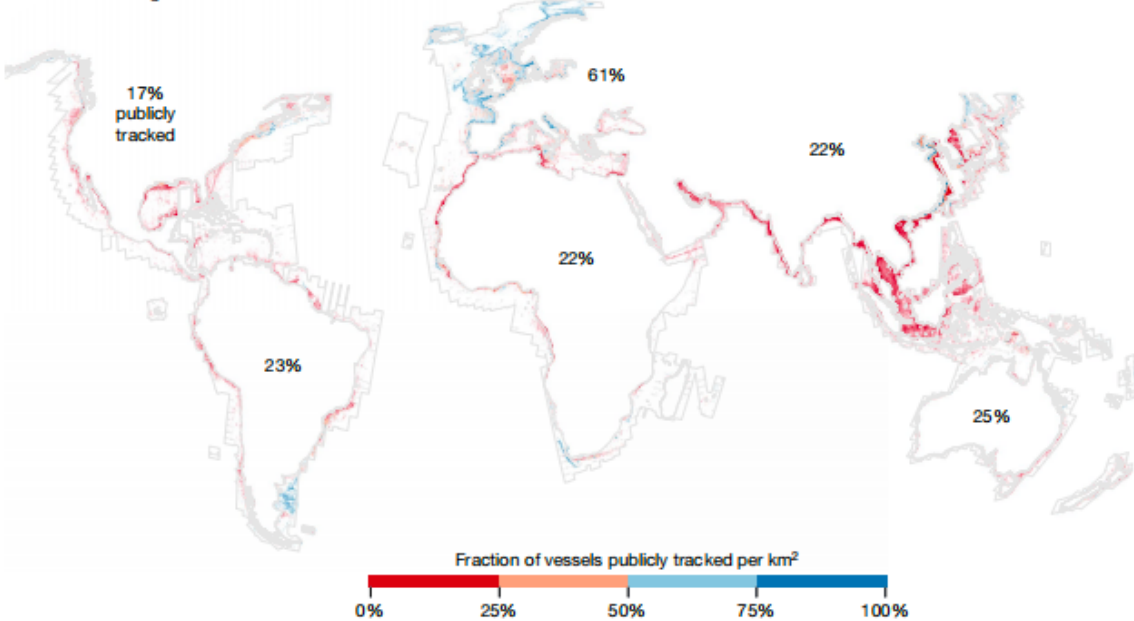 61%
17%
publicly
tracked
22%
22%
23%
25%
Fraction of vessels publicly tracked per km²
0% 25% 50% 75% 100%